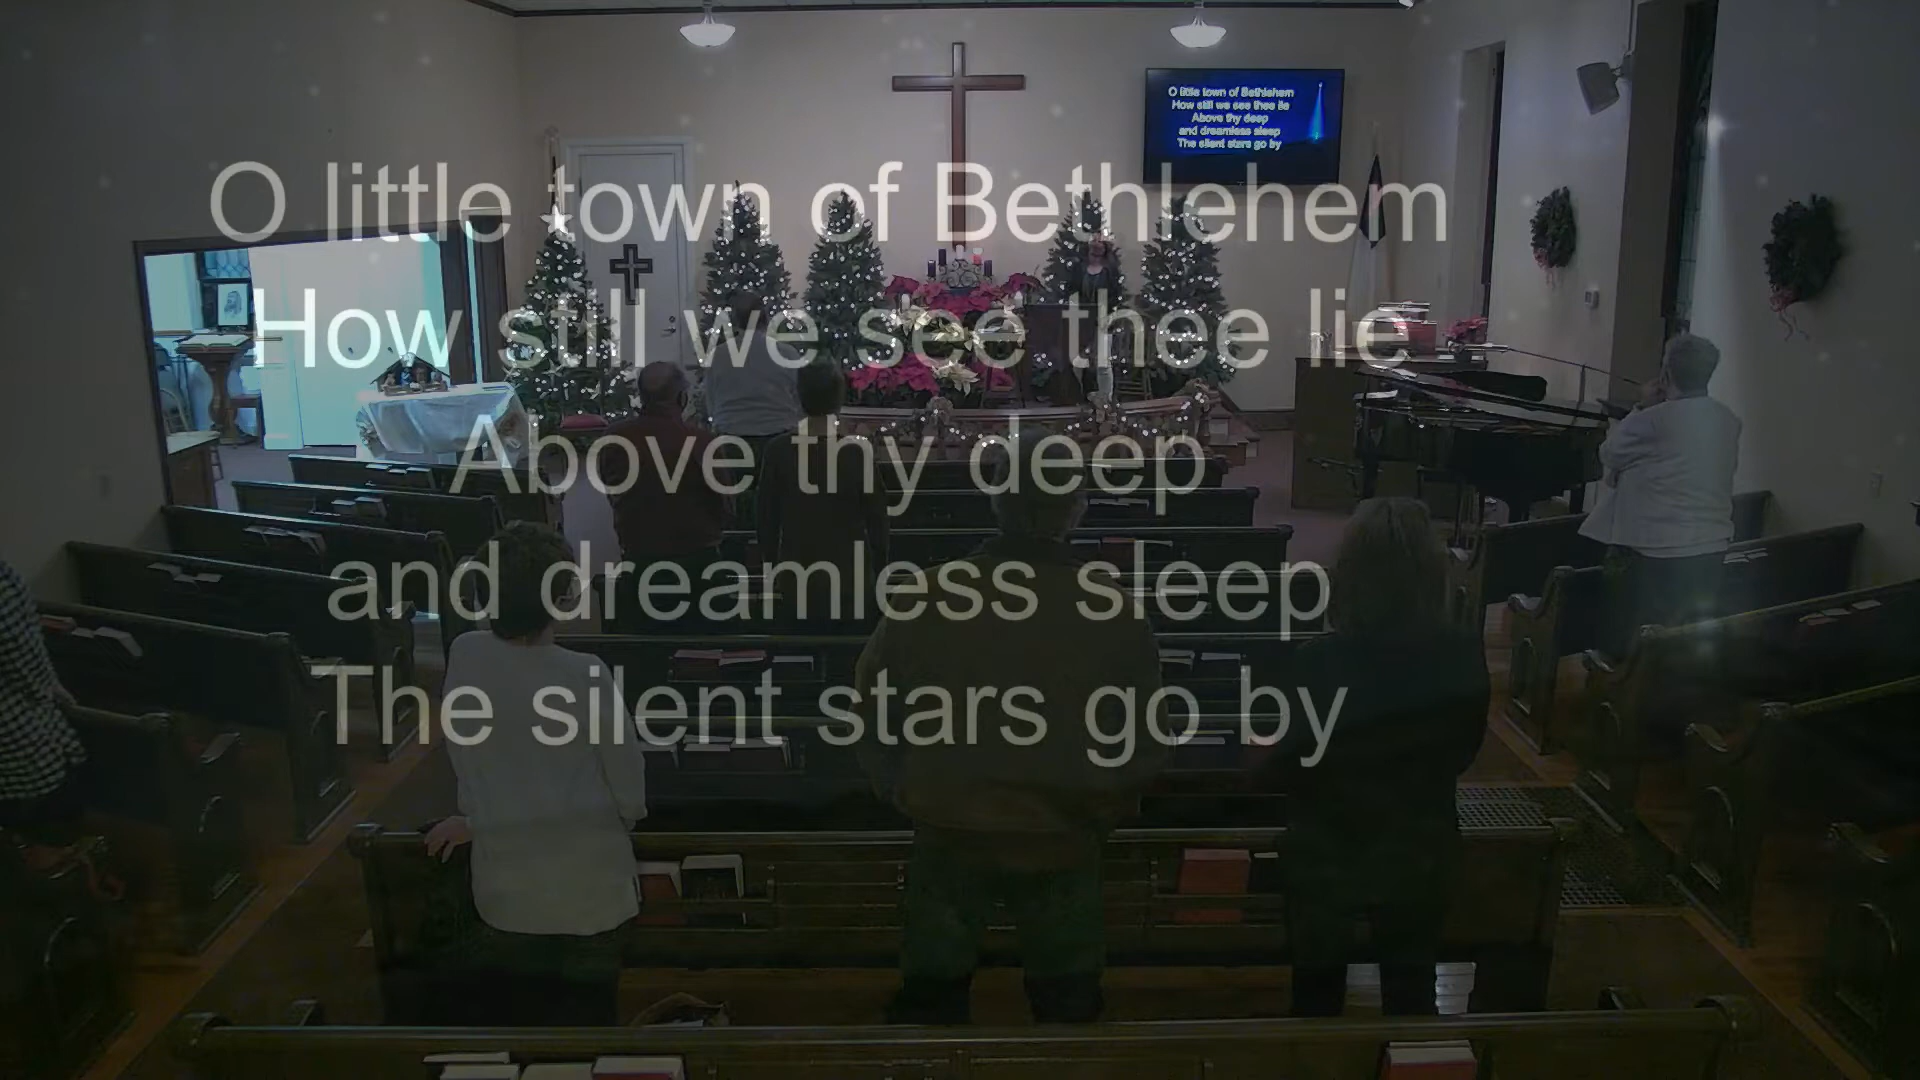 O little town of Bethlehem
How still we see thee lie
Above thy deep
and dreamless sleep
The silent stars go by
O little town of Bethlehem
How still we see thee lie
Above thy deep
and dreamless sleep
The silent stars go by